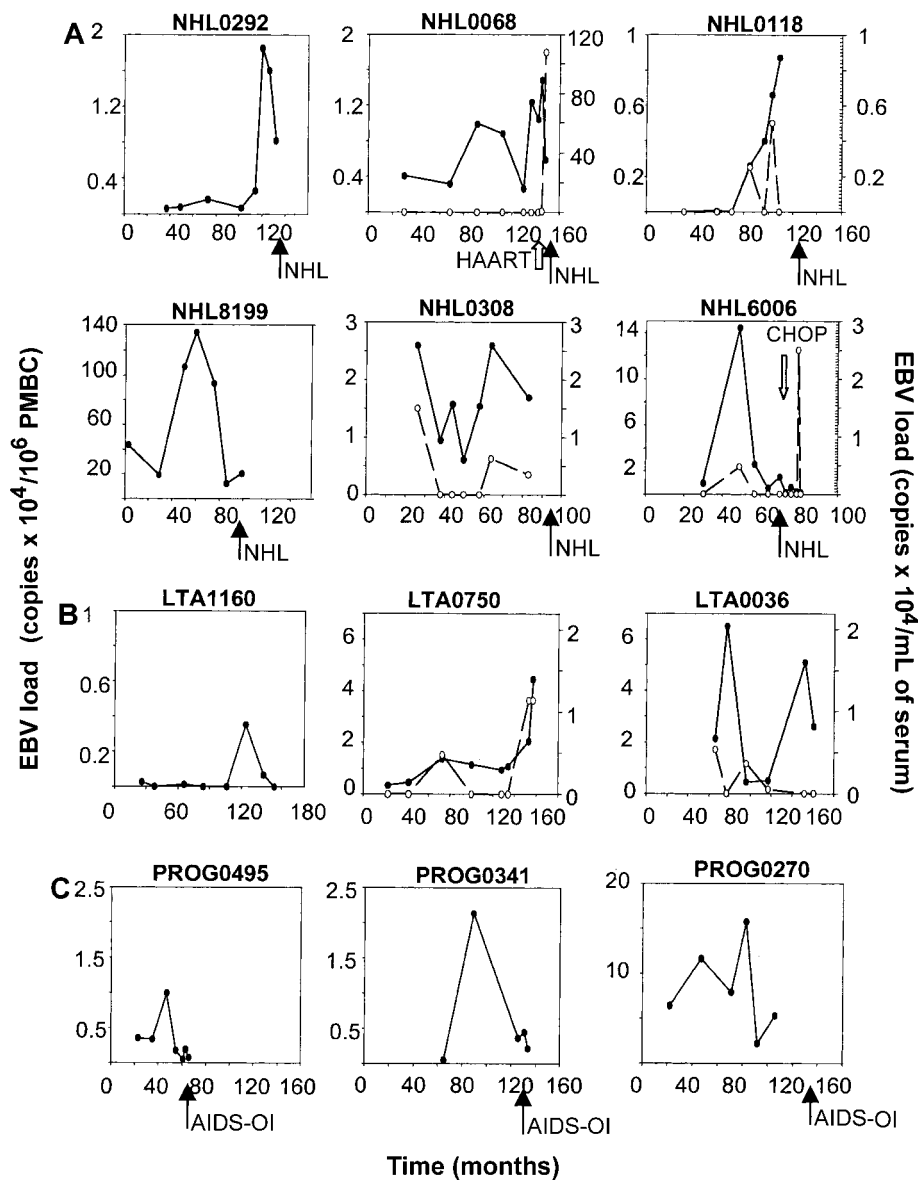 A
NHL0292 NHL0068 NHL0118
2 2 120 1 1
1.2 1.2 80 0.6 0.6
0.4 0.4 40 0.2 0.2
0 40 80 120 160 0 40 80 120 160 0 40 80 120 160
NHL HAART NHL NHL
NHL8199 NHL0308 NHL6006
140 3 3 14 CHOP 3
100 2 2 10 2
60 1 1 6 1
20 0 0 2
0 40 80 120 160 0 20 40 60 80 100 0 20 40 60 80 100
NHL NHL NHL
EBV load (copies x 10⁴/10⁶ PMBC)
EBV load (copies x 10⁴/mL of serum)
B
LTA1160 LTA0750 LTA0036
1 6 2 6 2
0.6 4 1 4 1
0.2 2 2
0 0 0 0
0 60 120 180 0 40 80 120 160 0 40 80 120 160
C
PROG0495 PROG0341 PROG0270
2.5 2.5 20
1.5 1.5 10
0.5 0.5
0 40 80 120 160 0 40 80 120 160 0 40 80 120 160
AIDS-OI AIDS-OI AIDS-OI
Time (months)